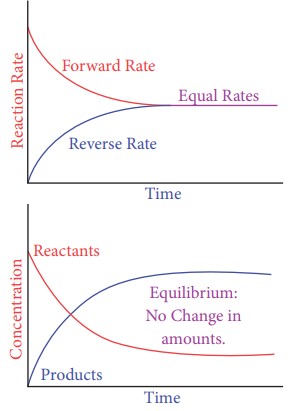 Reaction Rate
Forward Rate
Equal Rates
Reverse Rate
Time
Concentration
Reactants
Equilibrium:
No Change in
amounts.
Products
Time